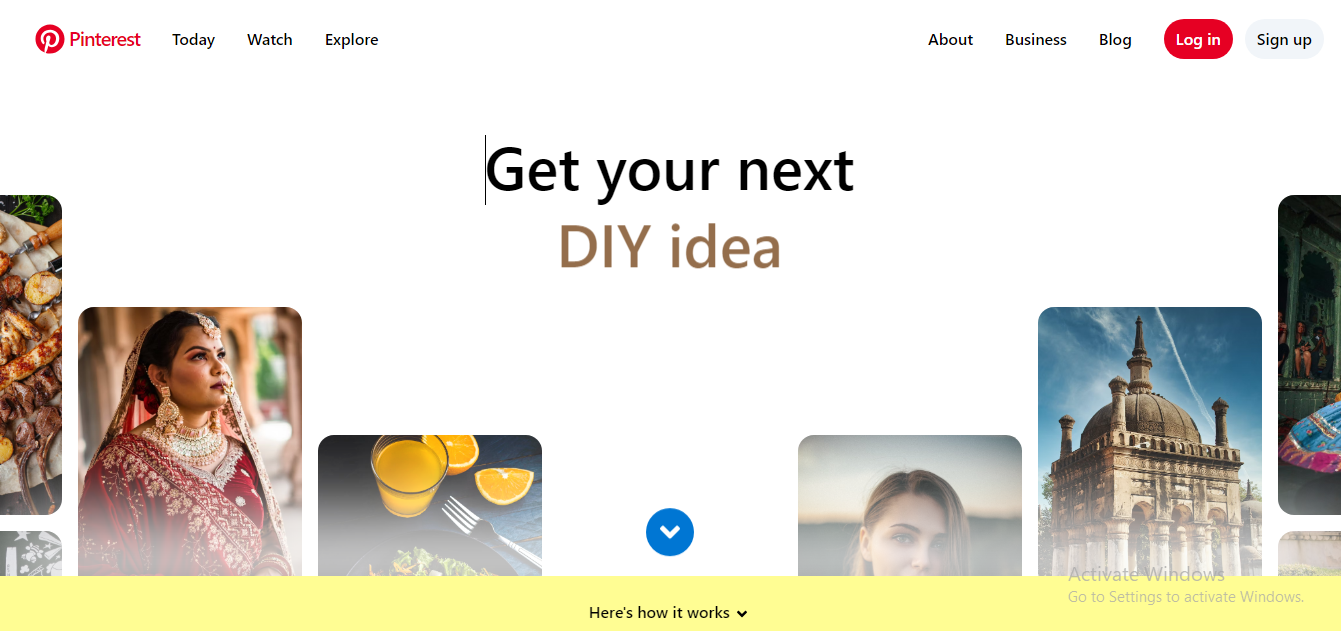 Pinterest Today Watch Explore About Business Blog Log in Sign up
Get your next
DIY idea
Activate Windows
Go to Settings to activate Windows.
Here's how it works